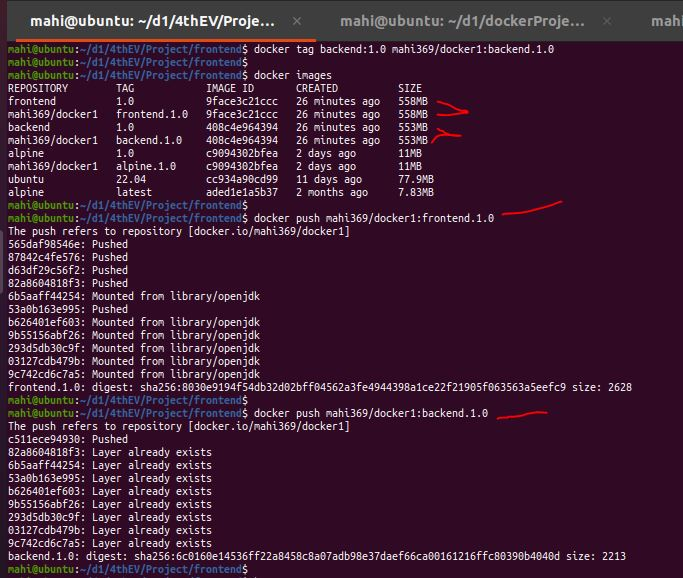 mahi@ubuntu: ~/d1/4thEV/Proje... × mahi@ubuntu: ~/d1/dockerProje... × mahi
mahi@ubuntu:~/d1/4thEV/Project/frontend$ docker tag backend:1.0 mahi369/docker1:backend.1.0
mahi@ubuntu:~/d1/4thEV/Project/frontend$
mahi@ubuntu:~/d1/4thEV/Project/frontend$ docker images
REPOSITORY TAG IMAGE ID CREATED SIZE
frontend 1.0 9face3c21ccc 26 minutes ago 558MB
mahi369/docker1 frontend.1.0 9face3c21ccc 26 minutes ago 558MB
backend 1.0 408c4e964394 26 minutes ago 553MB
mahi369/docker1 backend.1.0 408c4e964394 26 minutes ago 553MB
alpine 1.0 c9094302bfea 2 days ago 11MB
mahi369/docker1 alpine.1.0 c9094302bfea 2 days ago 11MB
ubuntu 22.04 cc934a90cd99 11 days ago 77.9MB
alpine latest aded1e1a5b37 2 months ago 7.83MB
mahi@ubuntu:~/d1/4thEV/Project/frontend$
mahi@ubuntu:~/d1/4thEV/Project/frontend$ docker push mahi369/docker1:frontend.1.0
The push refers to repository [docker.io/mahi369/docker1]
565daf98546e: Pushed
87842c4fe576: Pushed
d63df29c56f2: Pushed
82a8604818f3: Pushed
6b5aaff44254: Mounted from library/openjdk
53a0b163e995: Pushed
b626401ef603: Mounted from library/openjdk
9b55156abf26: Mounted from library/openjdk
293d5db30c9f: Mounted from library/openjdk
03127cdb479b: Mounted from library/openjdk
9c742cd6c7a5: Mounted from library/openjdk
frontend.1.0: digest: sha256:8030e9194f54db32d02bff04562a3fe4944398a1ce22f21905f063563a5eefc9 size: 2628
mahi@ubuntu:~/d1/4thEV/Project/frontend$
mahi@ubuntu:~/d1/4thEV/Project/frontend$ docker push mahi369/docker1:backend.1.0
The push refers to repository [docker.io/mahi369/docker1]
c511ece94930: Pushed
82a8604818f3: Layer already exists
6b5aaff44254: Layer already exists
53a0b163e995: Layer already exists
b626401ef603: Layer already exists
9b55156abf26: Layer already exists
293d5db30c9f: Layer already exists
03127cdb479b: Layer already exists
9c742cd6c7a5: Layer already exists
backend.1.0: digest: sha256:6c0160e14536ff22a8458c8a07adb98e37daef66ca00161216ffc80390b4040d size: 2213
mahi@ubuntu:~/d1/4thEV/Project/frontend$